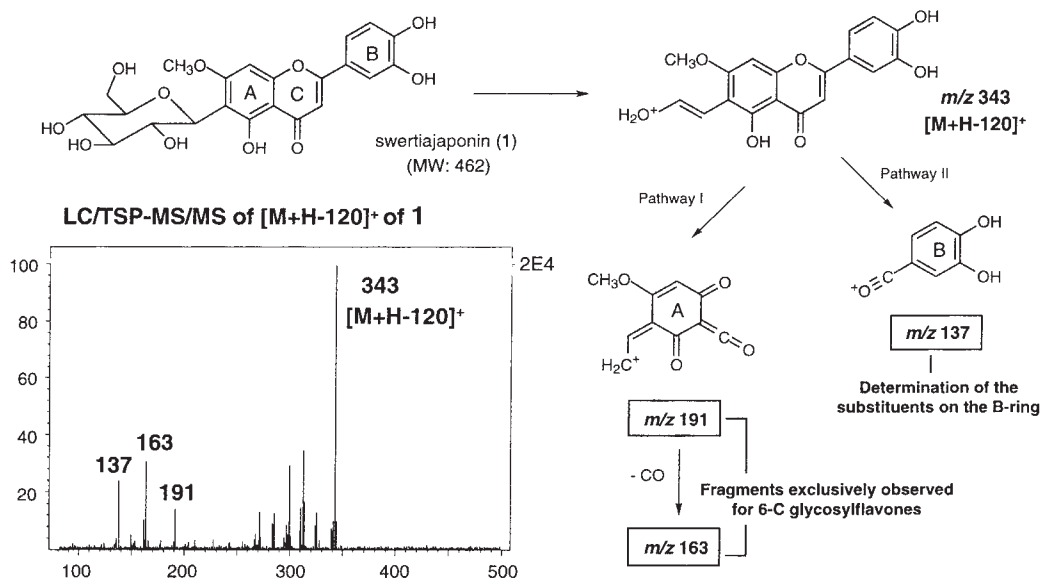 OH
OH
B
CH₃O
O
OH
O
A
C
HO
HO
OH
OH
O
swertiajaponin (1)
(MW: 462)
OH
OH
CH₃O
O
H₂O⁺
OH
O
m/z 343
[M+H-120]⁺
Pathway I
Pathway II
LC/TSP-MS/MS of [M+H-120]⁺ of 1
100
80
60
40
20
2E4
343
[M+H-120]⁺
163
137
191
100
200
300
400
500
CH₃O
O
A
C
O
O
H₂C⁺
m/z 191
- CO
m/z 163
Fragments exclusively observed
for 6-C glycosylflavones
OH
B
OH
C
⁺O
m/z 137
Determination of the
substituents on the B-ring